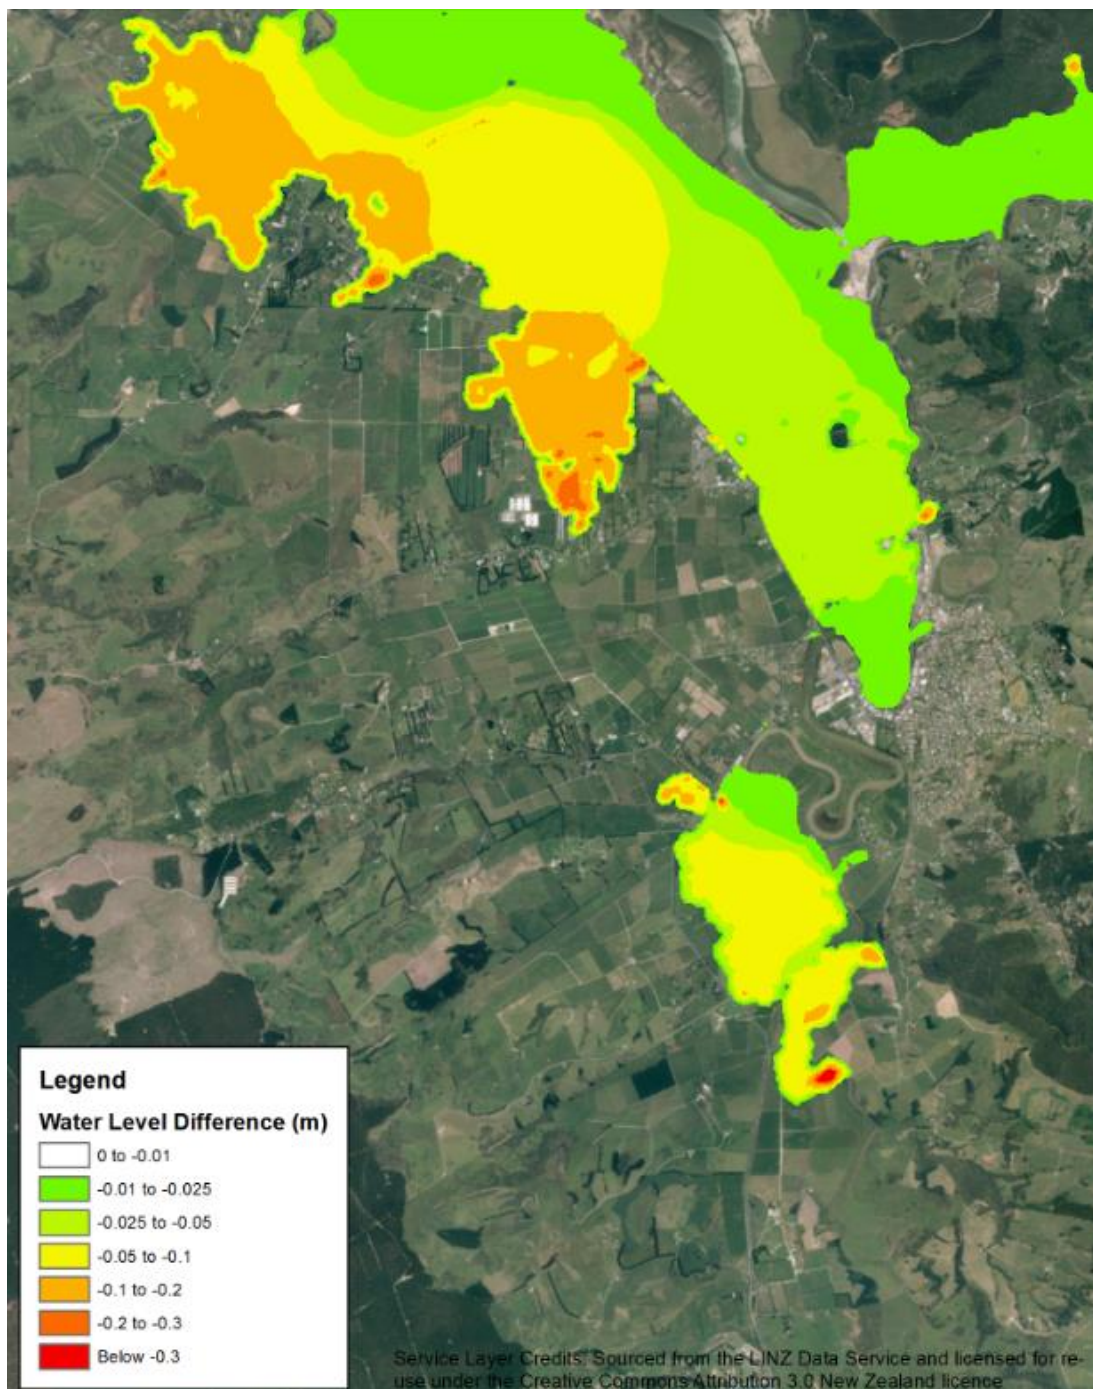 Legend
Water Level Difference (m)
0 to -0.01
-0.01 to -0.025
-0.025 to -0.05
-0.05 to -0.1
-0.1 to -0.2
-0.2 to -0.3
Below -0.3
Service Layer Credits: Sourced from the LINZ Data Service and licensed for re-
use under the Creative Commons Attribution 3.0 New Zealand licence